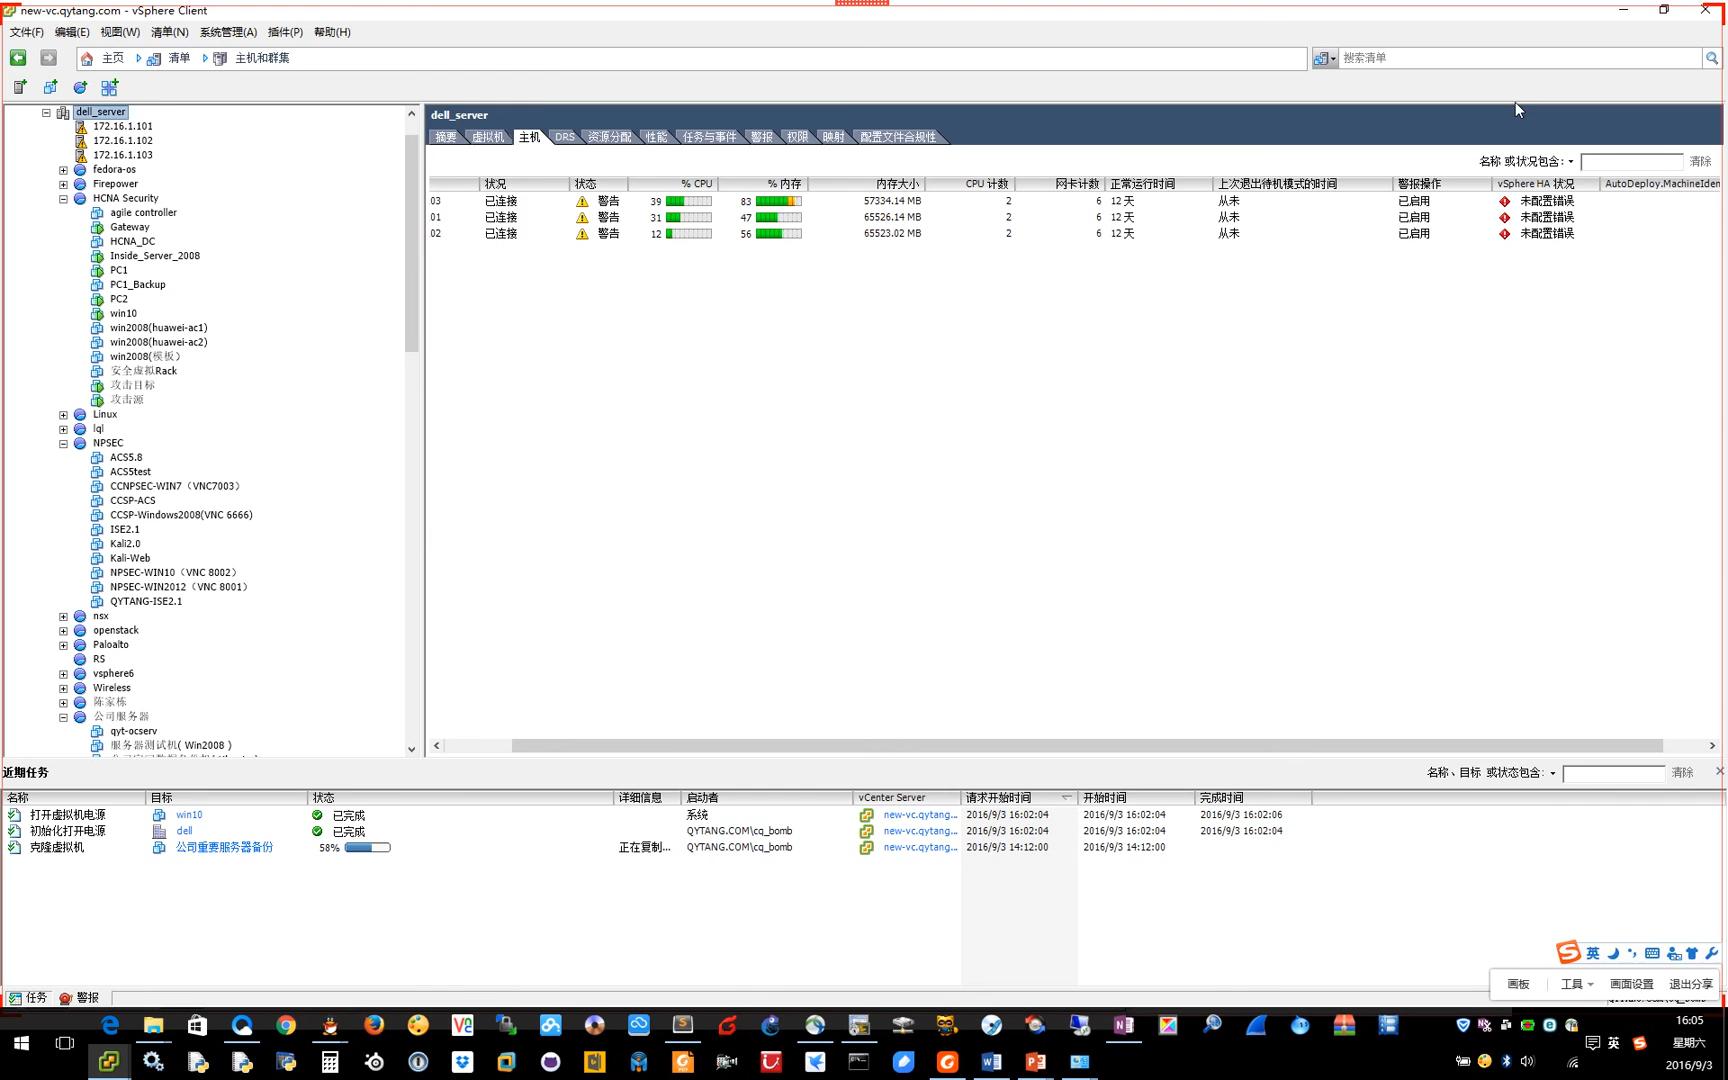 new-vc.qytang.com - vSphere Client
文件(F) 编辑(E) 视图(W) 清单(N) 系统管理(A) 插件(P) 帮助(H)
主页 清单 主机和群集 搜索清单
dell_server
172.16.1.101
172.16.1.102
172.16.1.103
fedora-os
Firepower
HCNA Security
agile controller
Gateway
HCNA_DC
Inside_Server_2008
PC1
PC1_Backup
PC2
win10
win2008(huawei-ac1)
win2008(huawei-ac2)
win2008(模板)
安全虚拟Rack
攻击目标
攻击源
Linux
lql
NPSEC
ACS5.8
ACS5test
CCNPSEC-WIN7（VNC7003）
CCSP-ACS
CCSP-Windows2008(VNC 6666)
ISE2.1
Kali2.0
Kali-Web
NPSEC-WIN10（VNC 8002）
NPSEC-WIN2012（VNC 8001）
QYTANG-ISE2.1
nsx
openstack
Paloalto
RS
vsphere6
Wireless
陈家栋
公司服务器
qyt-ocserv
服务器测试机( Win2008 )
dell_server
摘要 虚拟机 主机 DRS 资源分配 性能 任务与事件 警报 权限 映射 配置文件合规性
名称 或状况包含: 清除
状况 状态 % CPU % 内存 内存大小 CPU 计数 网卡计数 正常运行时间 上次退出待机模式的时间 警报操作 vSphere HA 状况 AutoDeploy.MachineIden
03 已连接 警告 39 83 57334.14 MB 2 6 12 天 从未 已启用 未配置错误
01 已连接 警告 31 47 65526.14 MB 2 6 12 天 从未 已启用 未配置错误
02 已连接 警告 12 56 65523.02 MB 2 6 12 天 从未 已启用 未配置错误
近期任务 名称、目标 或状态包含: 清除
名称 目标 状态 详细信息 启动者 vCenter Server 请求开始时间 开始时间 完成时间
打开虚拟机电源 win10 已完成 系统 new-vc.qytang... 2016/9/3 16:02:04 2016/9/3 16:02:04 2016/9/3 16:02:06
初始化打开电源 dell 已完成 QYTANG.COM\cq_bomb new-vc.qytang... 2016/9/3 16:02:04 2016/9/3 16:02:04 2016/9/3 16:02:04
克隆虚拟机 公司重要服务器备份 58% 正在复制... QYTANG.COM\cq_bomb new-vc.qytang... 2016/9/3 14:12:00 2016/9/3 14:12:00
英
画板 工具 画面设置 退出分享
任务 警报
16:05
英 星期六
2016/9/3